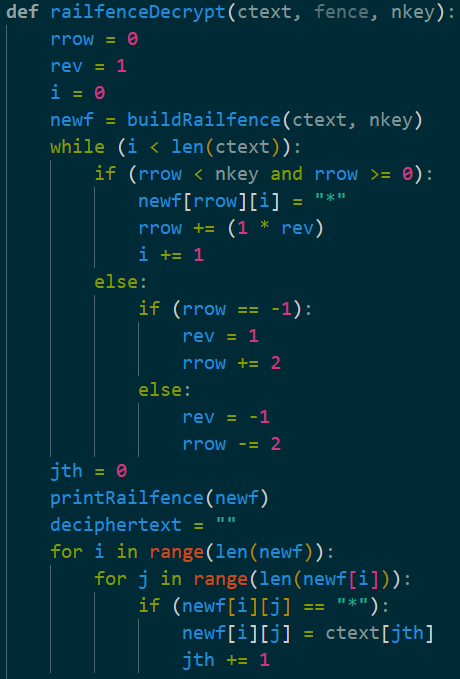 def railfenceDecrypt(ctext, fence, nkey):
    rrow = 0
    rev = 1
    i = 0
    newf = buildRailfence(ctext, nkey)
    while (i < len(ctext)):
        if (rrow < nkey and rrow >= 0):
            newf[rrow][i] = "*"
            rrow += (1 * rev)
            i += 1
        else:
            if (rrow == -1):
                rev = 1
                rrow += 2
            else:
                rev = -1
                rrow -= 2
    jth = 0
    printRailfence(newf)
    deciphertext = ""
    for i in range(len(newf)):
        for j in range(len(newf[i])):
            if (newf[i][j] == "*"):
                newf[i][j] = ctext[jth]
                jth += 1